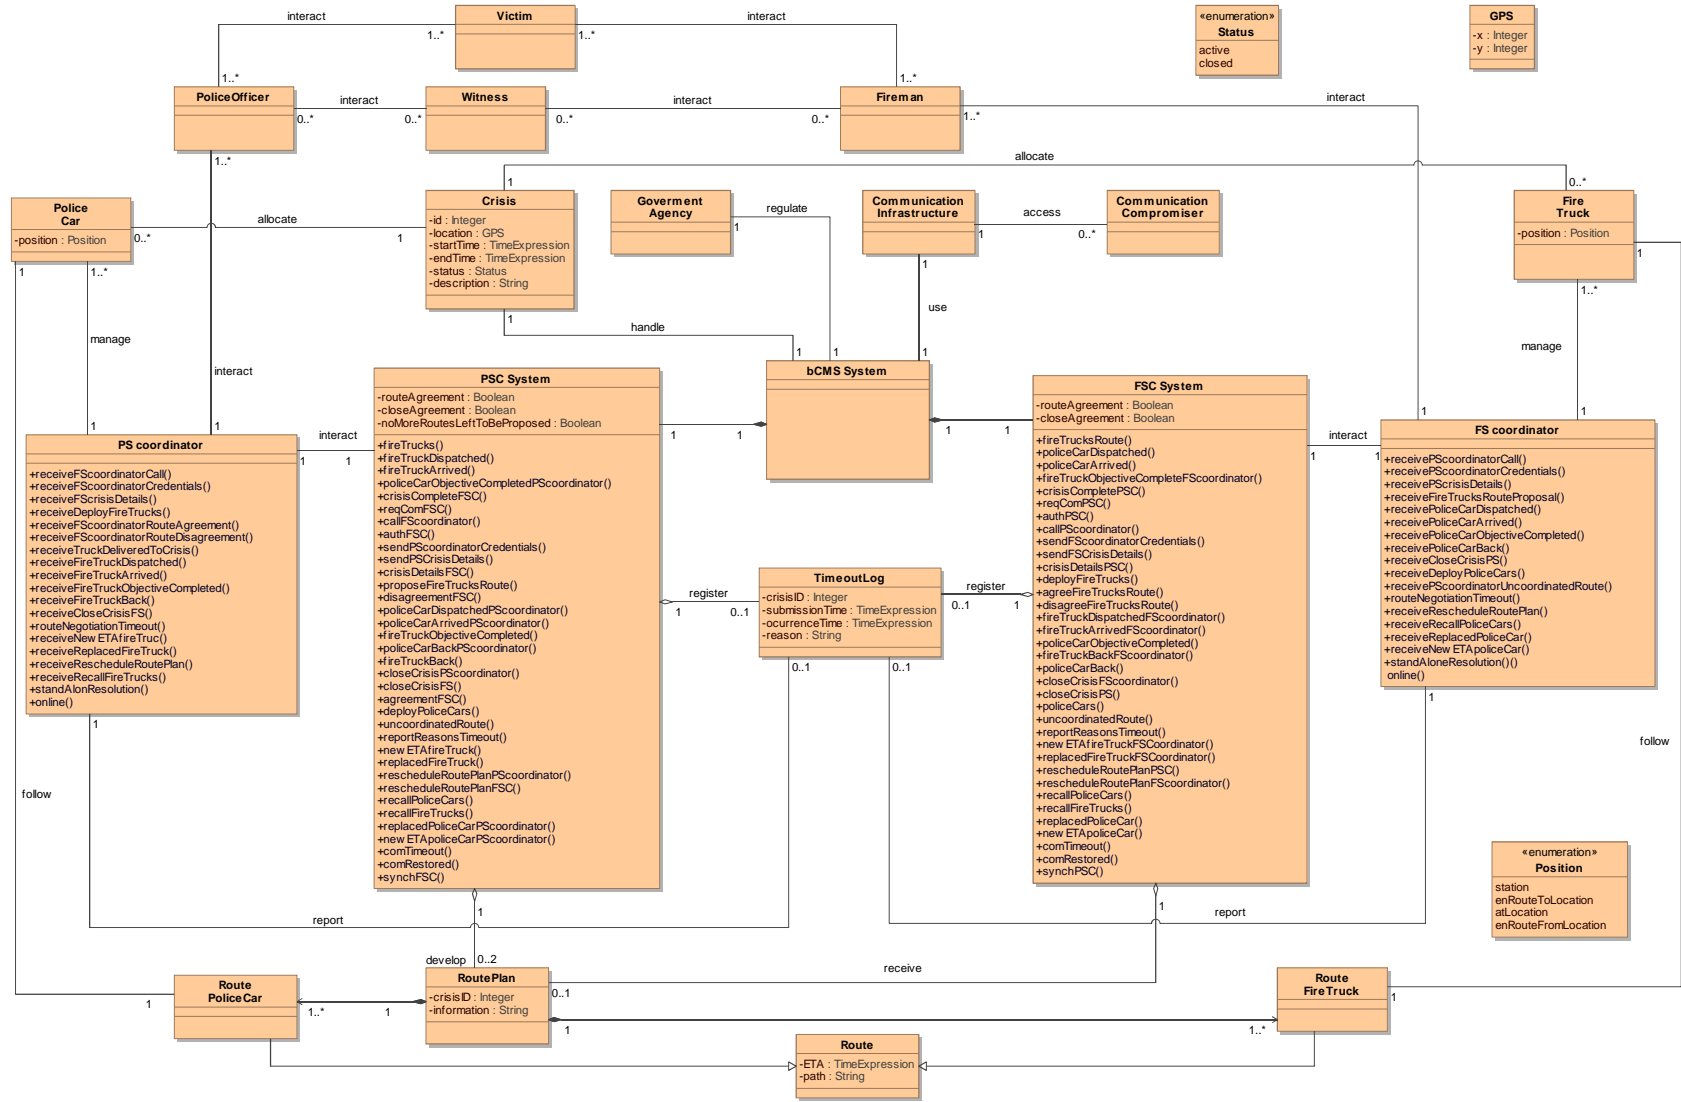 interact
Victim
interact
1..*
1..*
«enumeration»
Status
active
closed
GPS
-x : Integer
-y : Integer
1..*
1..*
PoliceOfficer
interact
Witness
interact
Fireman
interact
0..*
0..*
0..*
0..*
1..*
1..*
allocate
1
0..*
Police
Car
-position : Position
allocate
0..*
1
Crisis
-id : Integer
-location : GPS
-startTime : TimeExpression
-endTime : TimeExpression
-status : Status
-description : String
Goverment
Agency
regulate
1
Communication
Infrastructure
access
1
0..*
Communication
Compromiser
Fire
Truck
-position : Position
1
1..*
1
1
1..*
1
manage
interact
handle
use
manage
1
1
1
1
1
1
1
1
PS coordinator
+receiveFScoordinatorCall()
+receiveFScoordinatorCredentials()
+receiveFScrisisDetails()
+receiveDeployFireTrucks()
+receiveFScoordinatorRouteAgreement()
+receiveFScoordinatorRouteDisagreement()
+receiveTruckDeliveredToCrisis()
+receiveFireTruckDispatched()
+receiveFireTruckArrived()
+receiveFireTruckObjectiveCompleted()
+receiveFireTruckBack()
+receiveCloseCrisisFS()
+routeNegotiationTimeout()
+receiveNew ETAfireTruc()
+receiveReplacedFireTruck()
+receiveRescheduleRoutePlan()
+receiveRecallFireTrucks()
+standAlonResolution()
+online()
interact
1
1
PSC System
-routeAgreement : Boolean
-closeAgreement : Boolean
-noMoreRoutesLeftToBeProposed : Boolean
+fireTrucks()
+fireTruckDispatched()
+fireTruckArrived()
+policeCarObjectiveCompletedPScoordinator()
+crisisCompleteFSC()
+reqComFSC()
+callFScoordinator()
+authFSC()
+sendPScoordinatorCredentials()
+sendPSCrisisDetails()
+crisisDetailsFSC()
+proposeFireTrucksRoute()
+disagreementFSC()
+policeCarDispatchedPScoordinator()
+policeCarArrivedPScoordinator()
+fireTruckObjectiveCompleted()
+policeCarBackPScoordinator()
+fireTruckBack()
+closeCrisisPScoordinator()
+closeCrisisFS()
+agreementFSC()
+deployPoliceCars()
+uncoordinatedRoute()
+reportReasonsTimeout()
+new ETAfireTruck()
+replacedFireTruck()
+rescheduleRoutePlanPScoordinator()
+rescheduleRoutePlanFSC()
+recallPoliceCars()
+recallFireTrucks()
+replacedPoliceCarPScoordinator()
+new ETApoliceCarPScoordinator()
+comTimeout()
+comRestored()
+synchFSC()
bCMS System
1
1
1
1
FSC System
-routeAgreement : Boolean
-closeAgreement : Boolean
+fireTrucksRoute()
+policeCarDispatched()
+policeCarArrived()
+fireTruckObjectiveCompleteFScoordinator()
+crisisCompletePSC()
+reqComPSC()
+authPSC()
+callPScoordinator()
+sendFScoordinatorCredentials()
+sendFSCrisisDetails()
+crisisDetailsPSC()
+deployFireTrucks()
+agreeFireTrucksRoute()
+disagreeFireTrucksRoute()
+fireTruckDispatchedFScoordinator()
+fireTruckArrivedFScoordinator()
+policeCarObjectiveCompleted()
+fireTruckBackFScoordinator()
+policeCarBack()
+closeCrisisFScoordinator()
+closeCrisisPS()
+policeCars()
+uncoordinatedRoute()
+reportReasonsTimeout()
+new ETAfireTruckFSCoordinator()
+replacedFireTruckFSCoordinator()
+rescheduleRoutePlanPSC()
+rescheduleRoutePlanFScoordinator()
+recallPoliceCars()
+recallFireTrucks()
+replacedPoliceCar()
+new ETApoliceCar()
+comTimeout()
+comRestored()
+synchPSC()
interact
1
1
FS coordinator
+receivePScoordinatorCall()
+receivePScoordinatorCredentials()
+receivePScrisisDetails()
+receiveFireTrucksRouteProposal()
+receivePoliceCarDispatched()
+receivePoliceCarArrived()
+receivePoliceCarObjectiveCompleted()
+receivePoliceCarBack()
+receiveCloseCrisisPS()
+receiveDeployPoliceCars()
+receivePScoordinatorUncoordinatedRoute()
+routeNegotiationTimeout()
+receiveRescheduleRoutePlan()
+receiveRecallPoliceCars()
+receiveReplacedPoliceCar()
+receiveNew ETApoliceCar()
+standAloneResolution()()
online()
register
1
0..1
TimeoutLog
-crisisID : Integer
-submissionTime : TimeExpression
-ocurrenceTime : TimeExpression
-reason : String
register
0..1
1
0..1
0..1
1
1
follow
follow
«enumeration»
Position
station
enRouteToLocation
atLocation
enRouteFromLocation
report
report
1
1
develop
0..2
receive
0..1
Route
PoliceCar
1
1..*
1
RoutePlan
-crisisID : Integer
-information : String
1
1..*
Route
FireTruck
1
Route
-ETA : TimeExpression
-path : String